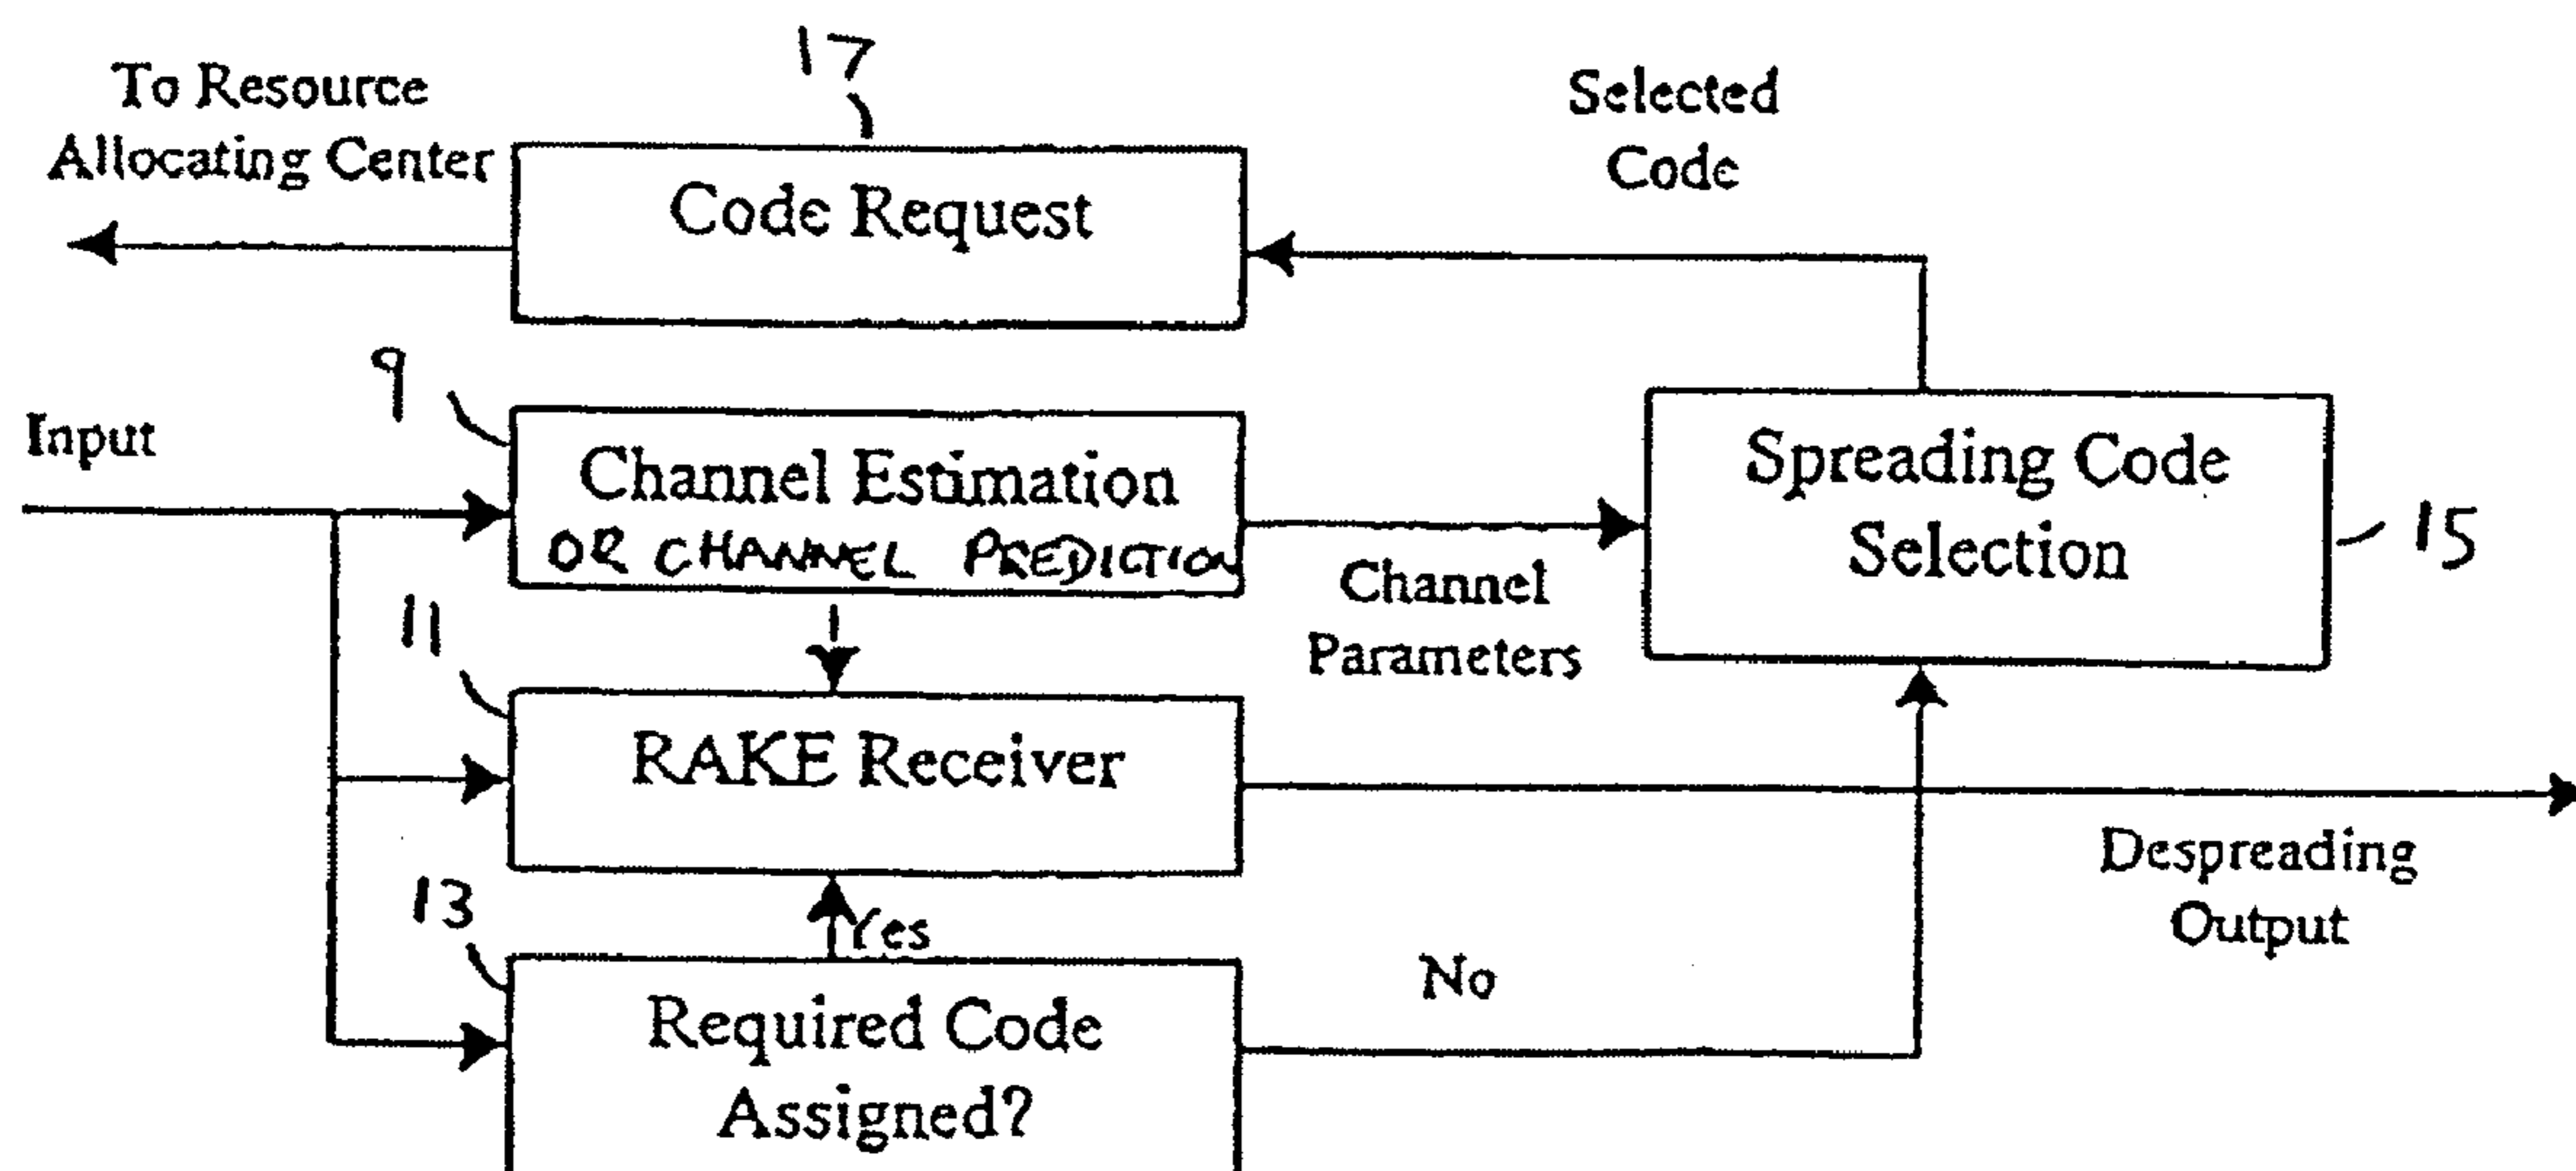 17
To Resource
Allocating Center
Code Request
Selected
Code
9
Input
Channel Estimation
OR CHANNEL PREDICTION
Channel
Parameters
Spreading Code
Selection
15
11
RAKE Receiver
Despreading
Output
13
Yes
No
Required Code
Assigned?